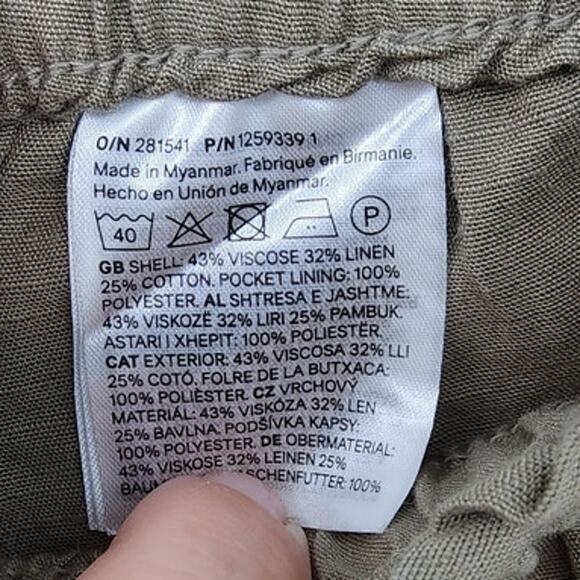 O/N 281541 P/N 1259339 1
Made in Myanmar. Fabriqué en Birmanie.
Hecho en Unión de Myanmar.
40 P
GB SHELL: 43% VISCOSE 32% LINEN
25% COTTON. POCKET LINING: 100%
POLYESTER. AL SHTRESA E JASHTME:
43% VISKOZË 32% LIRI 25% PAMBUK.
ASTARI I XHEPIT: 100% POLIESTËR.
CAT EXTERIOR: 43% VISCOSA 32% LLI
25% COTÓ. FOLRE DE LA BUTXACA:
100% POLIÈSTER. CZ VRCHOVÝ
MATERIÁL: 43% VISKÓZA 32% LEN
25% BAVLNA. PODŠÍVKA KAPSY:
100% POLYESTER. DE OBERMATERIAL:
43% VISKOSE 32% LEINEN 25%
100%